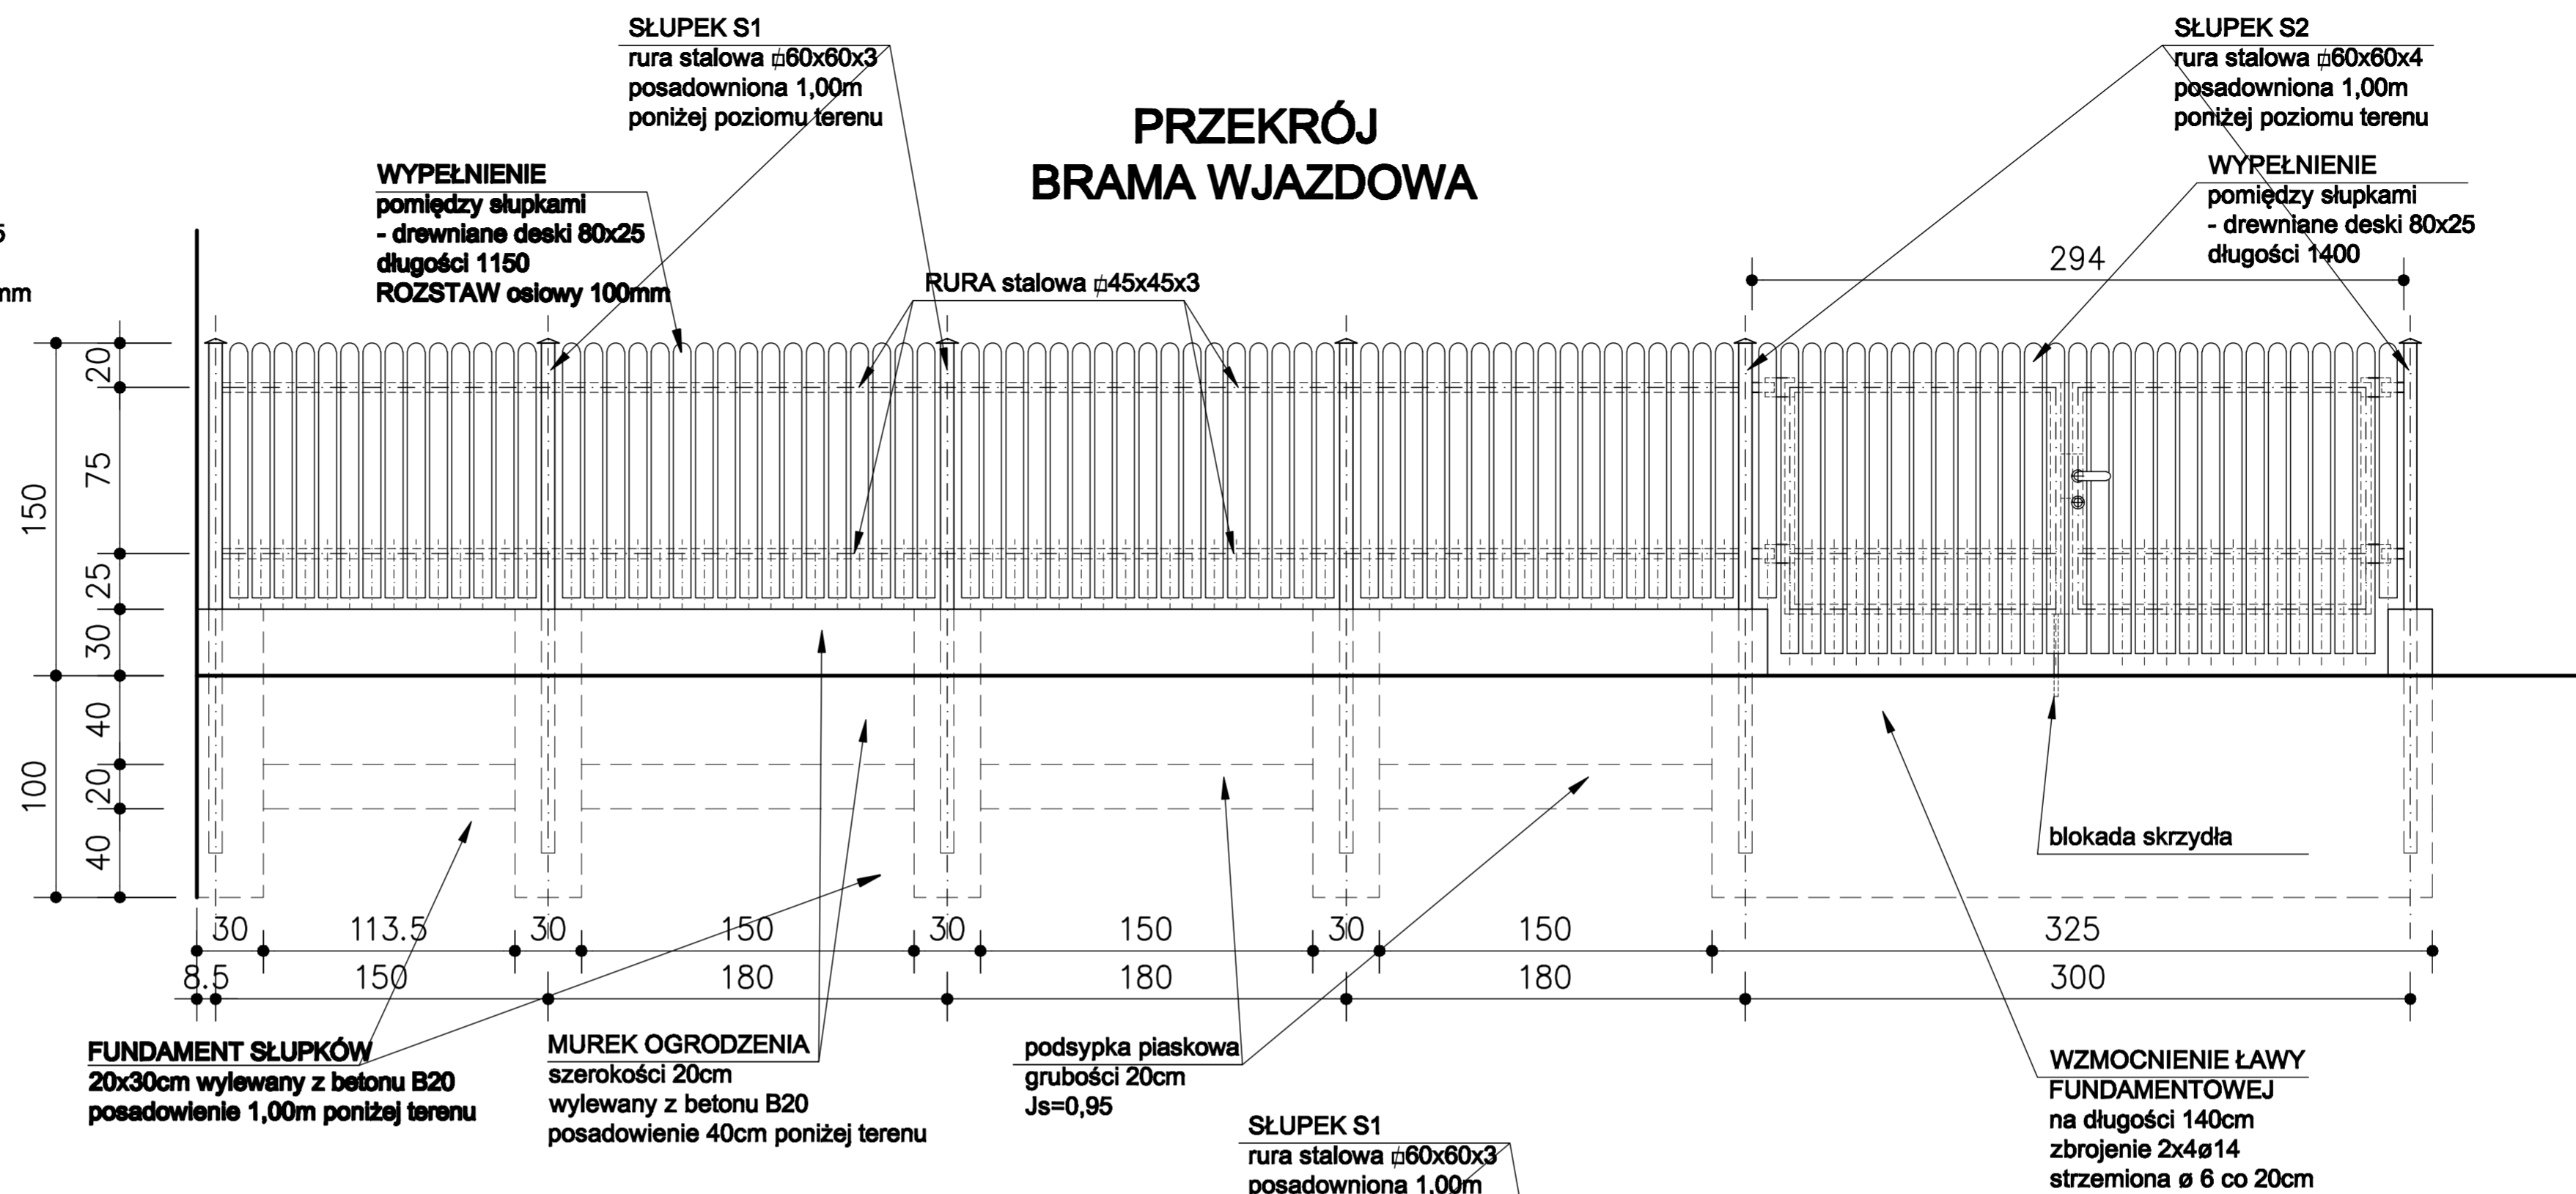 SŁUPEK S1
rura stalowa □60x60x3
posadowniona 1,00m
poniżej poziomu terenu
SŁUPEK S2
rura stalowa □60x60x4
posadowniona 1,00m
poniżej poziomu terenu
PRZEKRÓJ
BRAMA WJAZDOWA
WYPEŁNIENIE
pomiędzy słupkami
- drewniane deski 80x25
długości 1150
ROZSTAW osiowy 100mm
WYPEŁNIENIE
pomiędzy słupkami
- drewniane deski 80x25
długości 1400
5
mm
RURA stalowa □45x45x3
294
150
100
20
75
25
30
40
20
40
30
113.5
30
150
30
150
30
150
325
8.5
150
180
180
180
300
blokada skrzydła
FUNDAMENT SŁUPKÓW
20x30cm wylewany z betonu B20
posadowienie 1,00m poniżej terenu
MUREK OGRODZENIA
szerokości 20cm
wylewany z betonu B20
posadowienie 40cm poniżej terenu
podsypka piaskowa
grubości 20cm
Js=0,95
WZMOCNIENIE ŁAWY
FUNDAMENTOWEJ
na długości 140cm
zbrojenie 2x4ø14
strzemiona ø 6 co 20cm
SŁUPEK S1
rura stalowa □60x60x3
posadowniona 1,00m